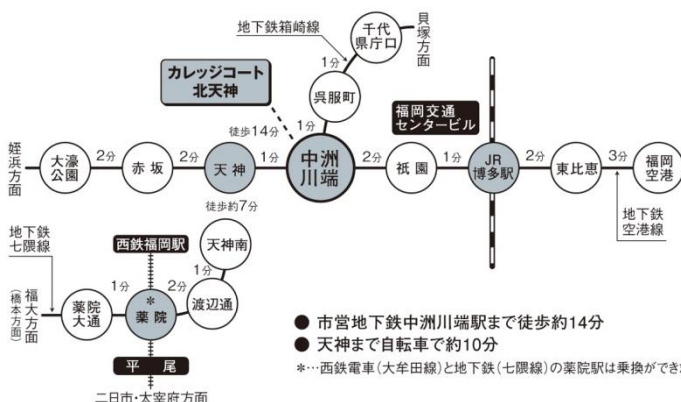 地下鉄箱崎線
千代
県庁口
貝塚方面
1分
呉服町
カレッジコート
北天神
1分
徒歩14分
福岡交通
センタービル
姪浜方面
大濠
公園
2分
赤坂
2分
天神
1分
中洲
川端
2分
祇園
1分
JR
博多駅
2分
東比恵
3分
福岡
空港
徒歩約7分
地下鉄
空港線
地下鉄
七隈線
西鉄福岡駅
天神南
1分
福大方面
(橋本方面)
薬院
大通
1分
*
薬院
2分
渡辺通
平尾
二日市・太宰府方面
● 市営地下鉄中洲川端駅まで徒歩約14分
● 天神まで自転車で約10分
*…西鉄電車(大牟田線)と地下鉄(七隈線)の薬院駅は乗換ができ